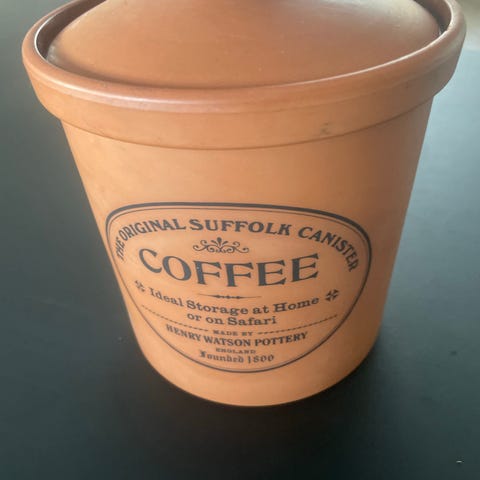 THE ORIGINAL SUFFOLK CANISTER
COFFEE
Ideal Storage at Home
or on Safari
MADE BY
HENRY WATSON POTTERY
ENGLAND
Founded 1800